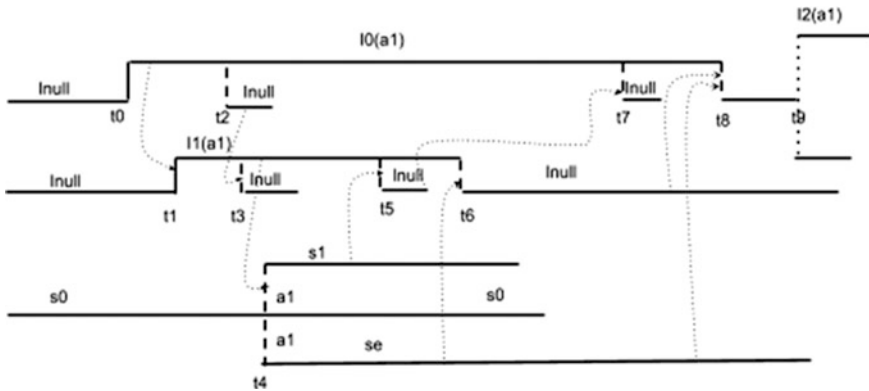 I2(a1)
I0(a1)
Inull
Inull
Inull
t0
t2
t7
t8
t9
I1(a1)
Inull
Inull
Inull
Inull
t1
t3
t5
t6
s1
s0
a1
s0
a1
se
t4